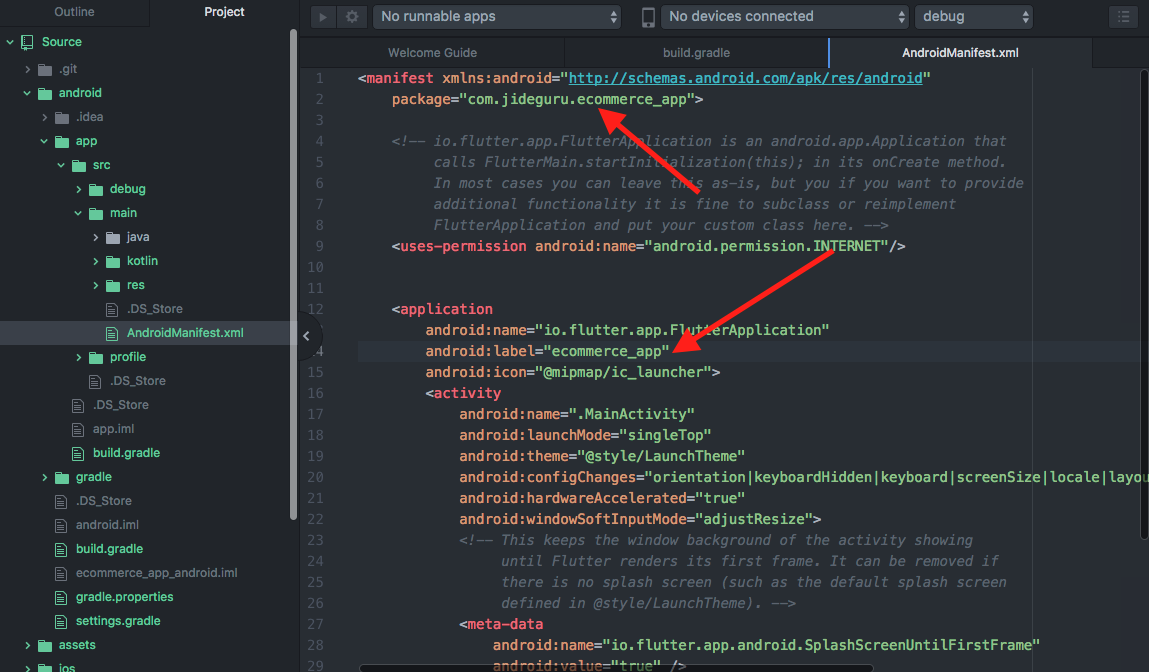 Outline Project
No runnable apps No devices connected debug
Source
.git
android
.idea
app
src
debug
main
java
kotlin
res
.DS_Store
AndroidManifest.xml
profile
.DS_Store
.DS_Store
app.iml
build.gradle
gradle
.DS_Store
android.iml
build.gradle
ecommerce_app_android.iml
gradle.properties
settings.gradle
assets
ios
Welcome Guide build.gradle AndroidManifest.xml
1 <manifest xmlns:android="http://schemas.android.com/apk/res/android"
2 package="com.jideguru.ecommerce_app">
3
4 <!-- io.flutter.app.FlutterApplication is an android.app.Application that
5 calls FlutterMain.startInitialization(this); in its onCreate method.
6 In most cases you can leave this as-is, but you if you want to provide
7 additional functionality it is fine to subclass or reimplement
8 FlutterApplication and put your custom class here. -->
9 <uses-permission android:name="android.permission.INTERNET"/>
10
11
12 <application
android:name="io.flutter.app.FlutterApplication"
android:label="ecommerce_app"
15 android:icon="@mipmap/ic_launcher">
16 <activity
17 android:name=".MainActivity"
18 android:launchMode="singleTop"
19 android:theme="@style/LaunchTheme"
20 android:configChanges="orientation|keyboardHidden|keyboard|screenSize|locale|layou
21 android:hardwareAccelerated="true"
22 android:windowSoftInputMode="adjustResize">
23 <!-- This keeps the window background of the activity showing
24 until Flutter renders its first frame. It can be removed if
25 there is no splash screen (such as the default splash screen
26 defined in @style/LaunchTheme). -->
27 <meta-data
28 android:name="io.flutter.app.android.SplashScreenUntilFirstFrame"
29 android:value="true" />